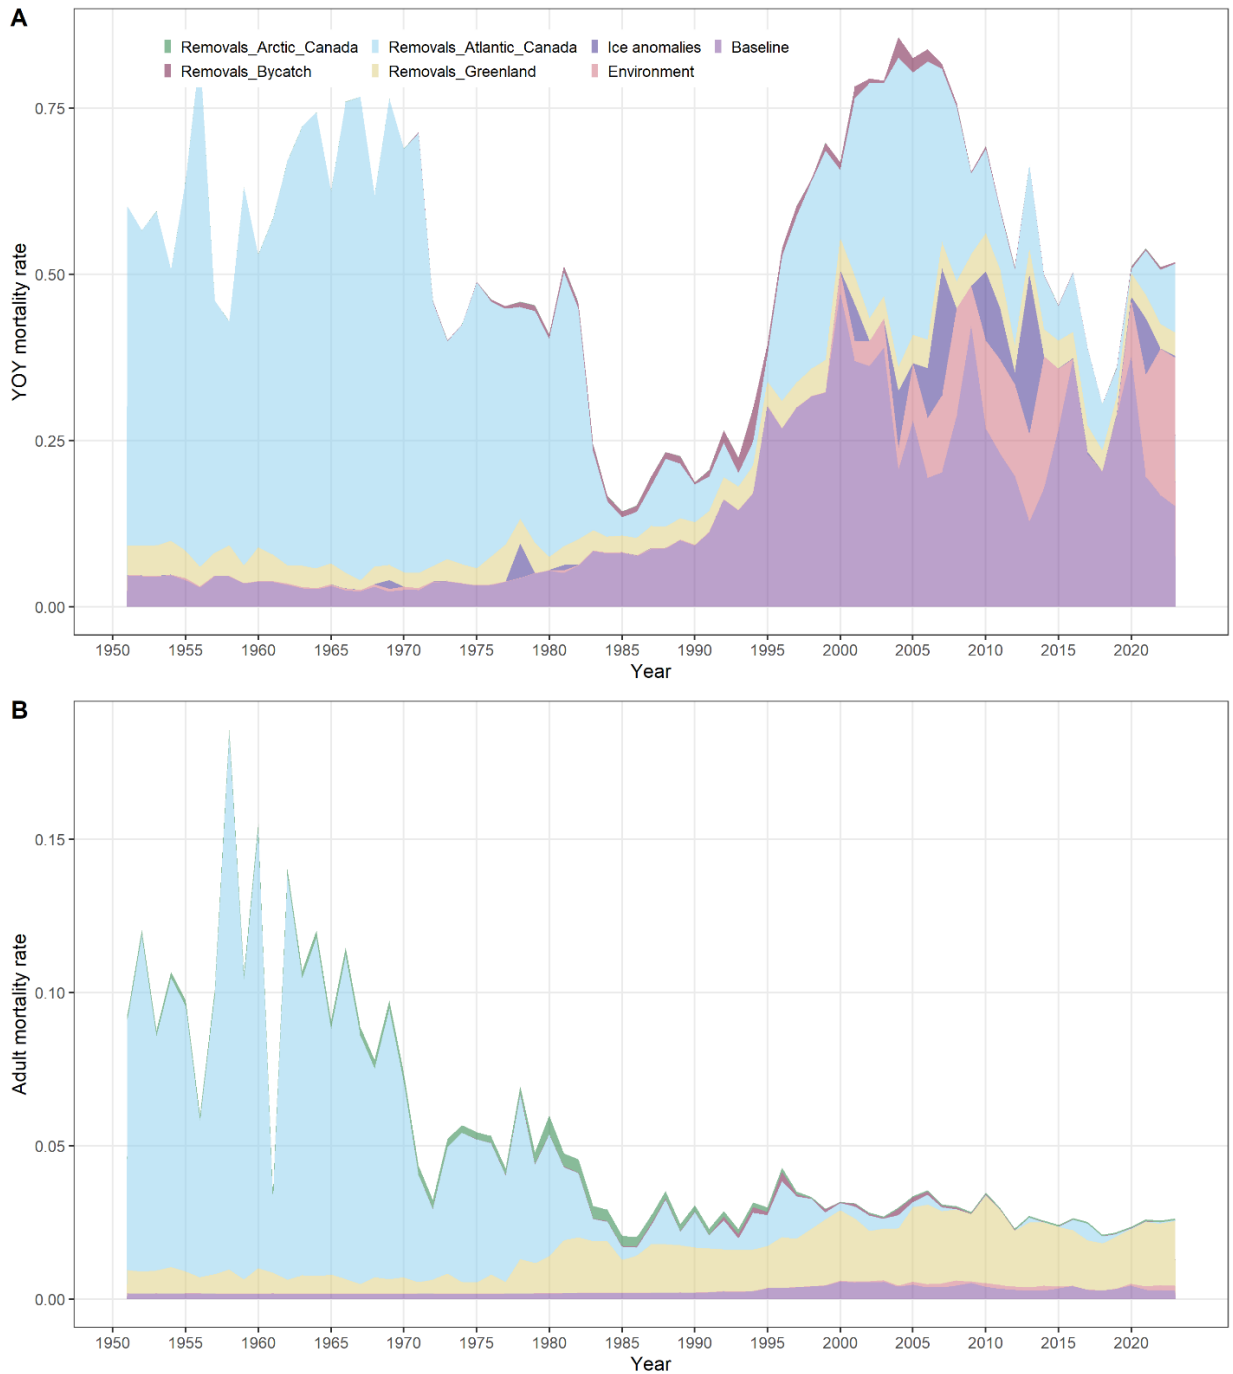 A
Removals_Arctic_Canada Removals_Atlantic_Canada Ice anomalies Baseline
Removals_Bycatch Removals_Greenland Environment
YOY mortality rate
0.75
0.50
0.25
0.00
1950 1955 1960 1965 1970 1975 1980 1985 1990 1995 2000 2005 2010 2015 2020
Year
B
Adult mortality rate
0.15
0.10
0.05
0.00
1950 1955 1960 1965 1970 1975 1980 1985 1990 1995 2000 2005 2010 2015 2020
Year